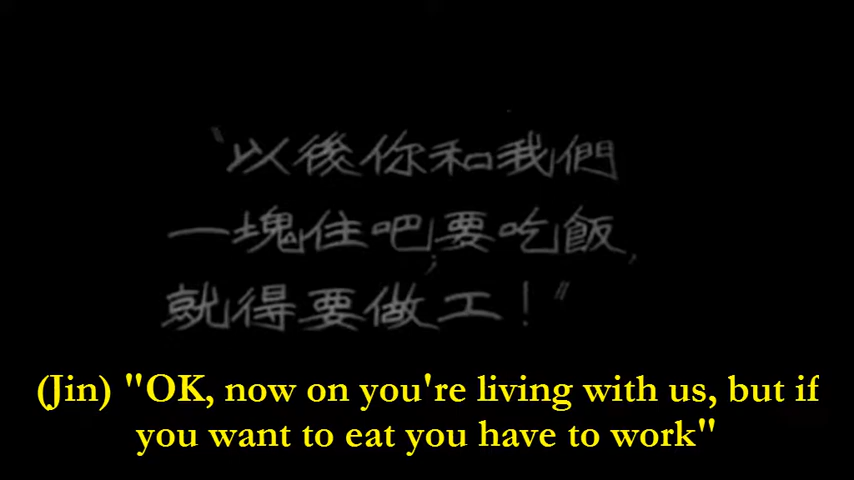 “以後你和我們
一塊住吧；要吃飯，
就得要做工！”
(Jin) "OK, now on you're living with us, but if
you want to eat you have to work"